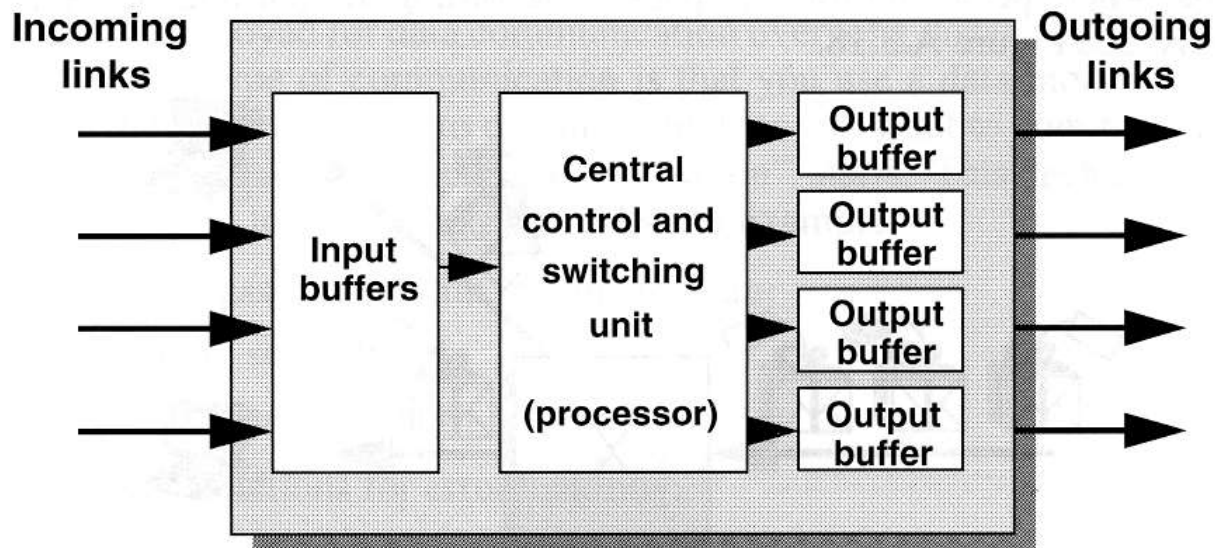 Incoming
links
Outgoing
links
Input
buffers
Central
control and
switching
unit
(processor)
Output
buffer
Output
buffer
Output
buffer
Output
buffer